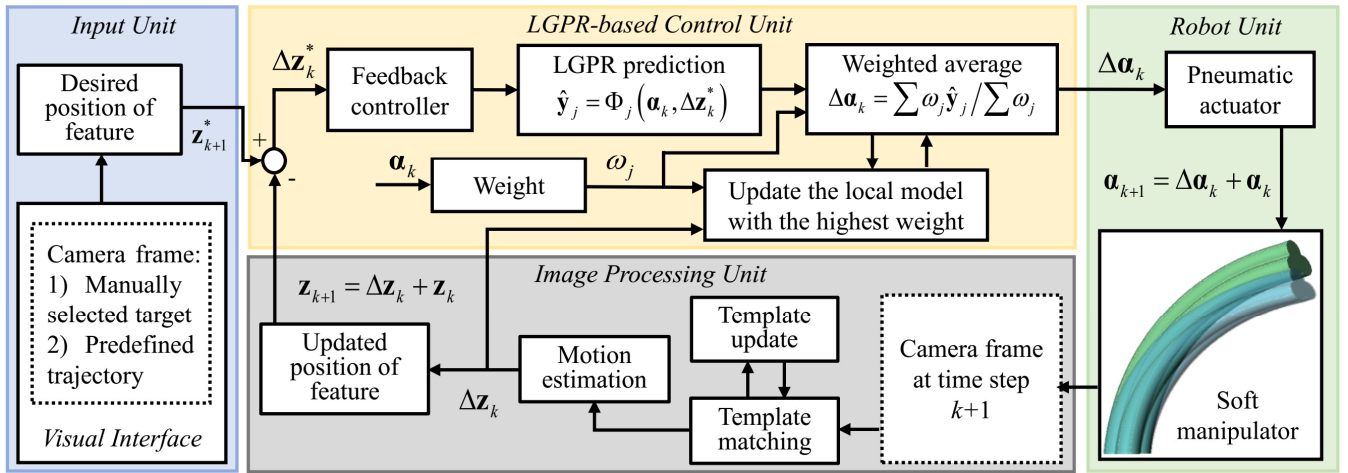 Input Unit
Desired
position of
feature
z*k+1
Camera frame:
1) Manually
selected target
2) Predefined
trajectory
Visual Interface
LGPR-based Control Unit
Δz*k
+
-
Feedback
controller
LGPR prediction
ŷj = Φj(αk, Δz*k)
Weighted average
Δαk = ∑ωjŷj/∑ωj
αk
Weight
ωj
Update the local model
with the highest weight
Image Processing Unit
zk+1 = Δzk + zk
Updated
position of
feature
Δzk
Motion
estimation
Template
update
Template
matching
Camera frame
at time step
k+1
Robot Unit
Δαk
Pneumatic
actuator
αk+1 = Δαk + αk
Soft
manipulator